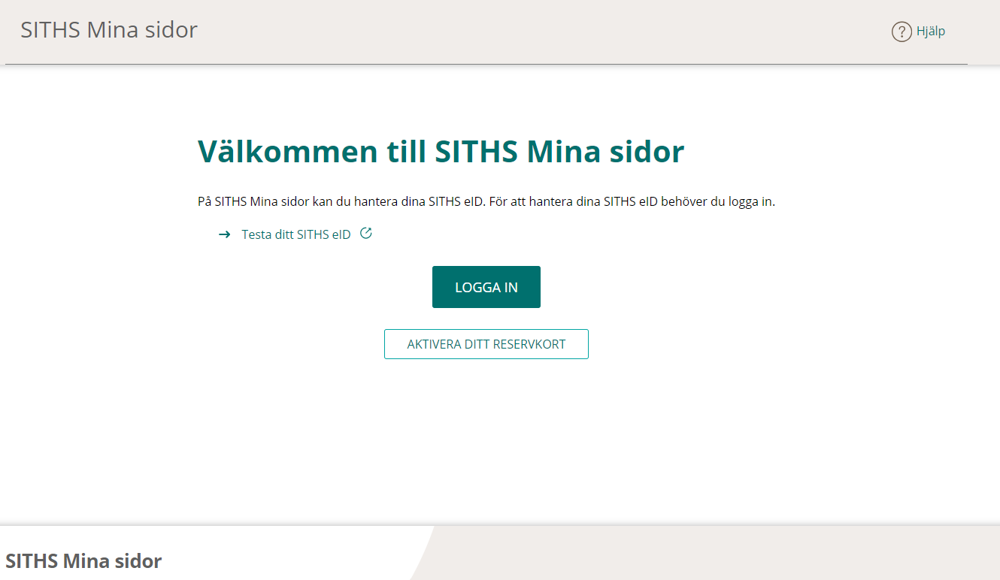 SITHS Mina sidor
Hjälp
Välkommen till SITHS Mina sidor
På SITHS Mina sidor kan du hantera dina SITHS eID. För att hantera dina SITHS eID behöver du logga in.
Testa ditt SITHS eID
LOGGA IN
AKTIVERA DITT RESERVKORT
SITHS Mina sidor